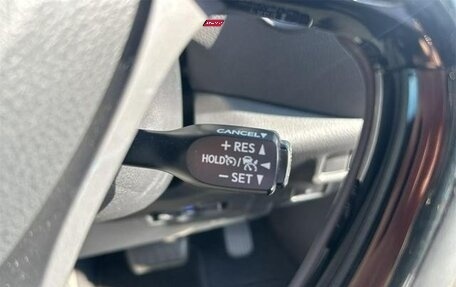 CANCEL▼
+ RES ▲
HOLD / ◀
− SET ▼